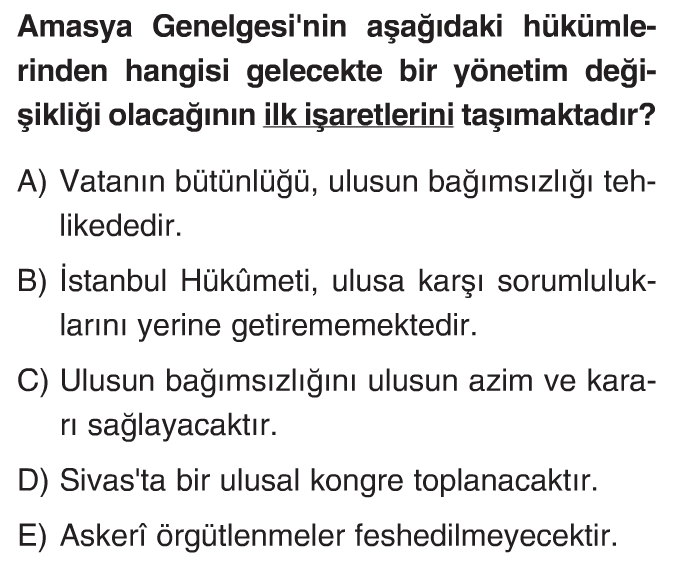 Amasya Genelgesi'nin aşağıdaki hükümle-
rinden hangisi gelecekte bir yönetim deği-
şikliği olacağının ilk işaretlerini taşımaktadır?
A) Vatanın bütünlüğü, ulusun bağımsızlığı teh-
likededir.
B) İstanbul Hükûmeti, ulusa karşı sorumluluk-
larını yerine getirememektedir.
C) Ulusun bağımsızlığını ulusun azim ve kara-
rı sağlayacaktır.
D) Sivas'ta bir ulusal kongre toplanacaktır.
E) Askerî örgütlenmeler feshedilmeyecektir.